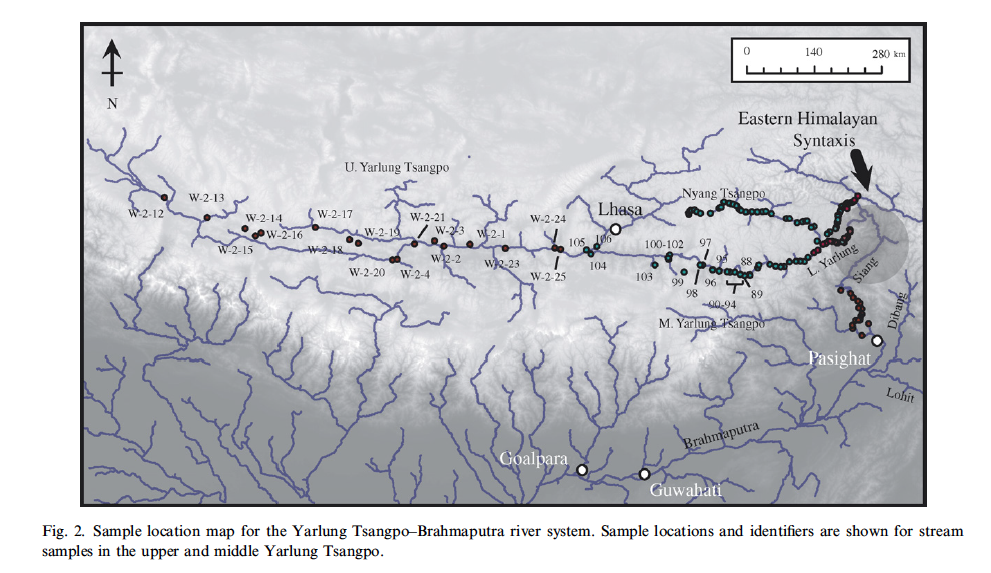 0 140 280 km
N
Eastern Himalayan
Syntaxis
U. Yarlung Tsangpo
Nyang Tsangpo
Lhasa
W-2-12
W-2-13
W-2-14
W-2-15
W-2-16
W-2-17
W-2-18
W-2-19
W-2-20
W-2-4
W-2-21
W-2-3
W-2-2
W-2-1
W-2-23
W-2-24
W-2-25
105
106
104
100-102
103
99
97
98
95
96
88
90-94
89
M. Yarlung Tsangpo
L. Yarlung
Siang
Dibang
Pasighat
Lohit
Brahmaputra
Goalpara
Guwahati
Fig. 2. Sample location map for the Yarlung Tsangpo–Brahmaputra river system. Sample locations and identifiers are shown for stream
samples in the upper and middle Yarlung Tsangpo.